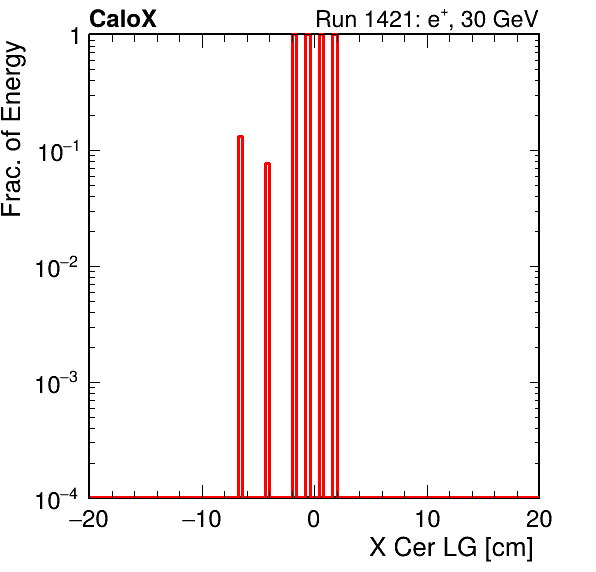 CaloX Run 1421: e⁺, 30 GeV
Frac. of Energy
1
10⁻¹
10⁻²
10⁻³
10⁻⁴
−20 −10 0 10 20
X Cer LG [cm]